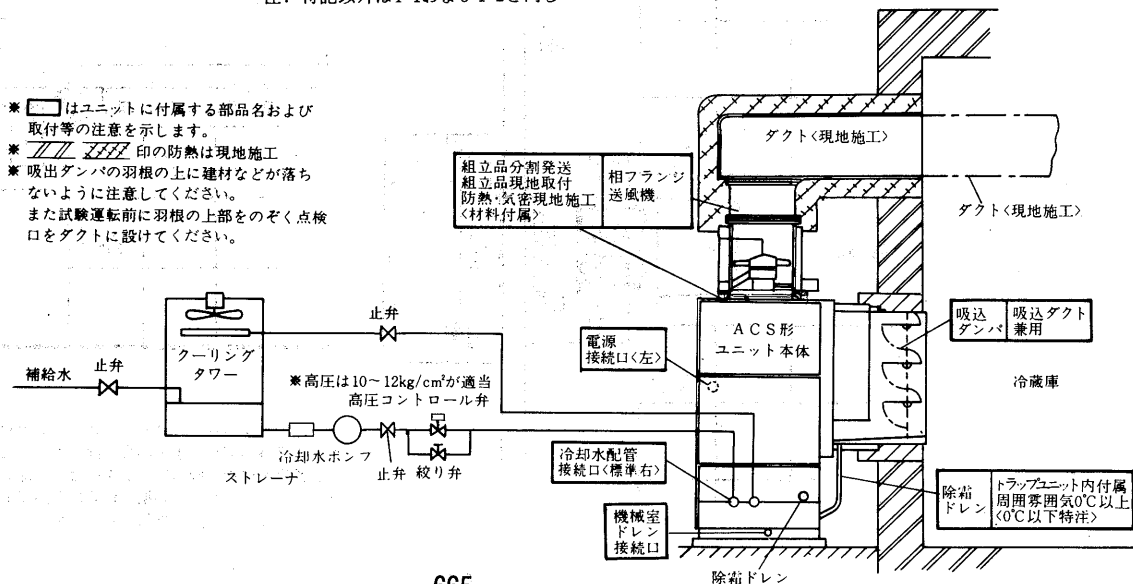 ※ はユニットに付属する部品名および
取付等の注意を示します。
※ 印の防熱は現地施工
※ 吸出ダンパの羽根の上に建材などが落ち
ないように注意してください。
また試験運転前に羽根の上部をのぞく点検
口をダクトに設けてください。
ダクト〈現地施工〉
組立品分割発送
組立品現地取付
防熱・気密現地施工
〈材料付属〉
相フランジ
送風機
ダクト〈現地施工〉
ACS形
ユニット本体
吸込
ダンパ
吸込ダクト
兼用
冷蔵庫
電源
接続口〈左〉
止弁
クーリング
タワー
補給水
止弁
※高圧は10~12kg/cm²が適当
高圧コントロール弁
冷却水ポンプ
ストレーナ
止弁
絞り弁
冷却水配管
接続口〈標準右〉
機械室
ドレン
接続口
除霜
ドレン
トラップユニット内付属
周囲雰囲気0℃以上
〈0℃以下特注〉
除霜ドレン